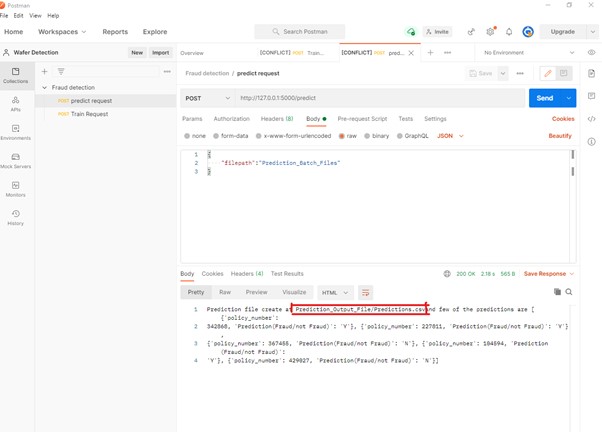 Postman
File Edit View Help
Home Workspaces Reports Explore
Search Postman
Invite
Upgrade
Wafer Detection
New Import
Overview
[CONFLICT] POST Train...
[CONFLICT] POST pred...
No Environment
Collections
APIs
Environments
Mock Servers
Monitors
History
Fraud detection
POST predict request
POST Train Request
Fraud detection / predict request
Save
POST
http://127.0.0.1:5000/predict
Send
Params Authorization Headers (8) Body Pre-request Script Tests Settings
Cookies
none form-data x-www-form-urlencoded raw binary GraphQL JSON
Beautify
1
2 "filepath":"Prediction_Batch_Files"
3
Body Cookies Headers (4) Test Results
200 OK 2.18 s 565 B Save Response
Pretty Raw Preview Visualize HTML
1 Prediction file create at Prediction_Output_File/Predictions.csv and few of the predictions are [
{'policy_number':
2 342868, 'Prediction(Fraud/not Fraud)': 'Y'}, {'policy_number': 227811, 'Prediction(Fraud/not Fraud)': 'Y'}
,
3 {'policy_number': 367455, 'Prediction(Fraud/not Fraud)': 'N'}, {'policy_number': 104594, 'Prediction
(Fraud/not Fraud)':
4 'Y'}, {'policy_number': 429027, 'Prediction(Fraud/not Fraud)': 'N'}]